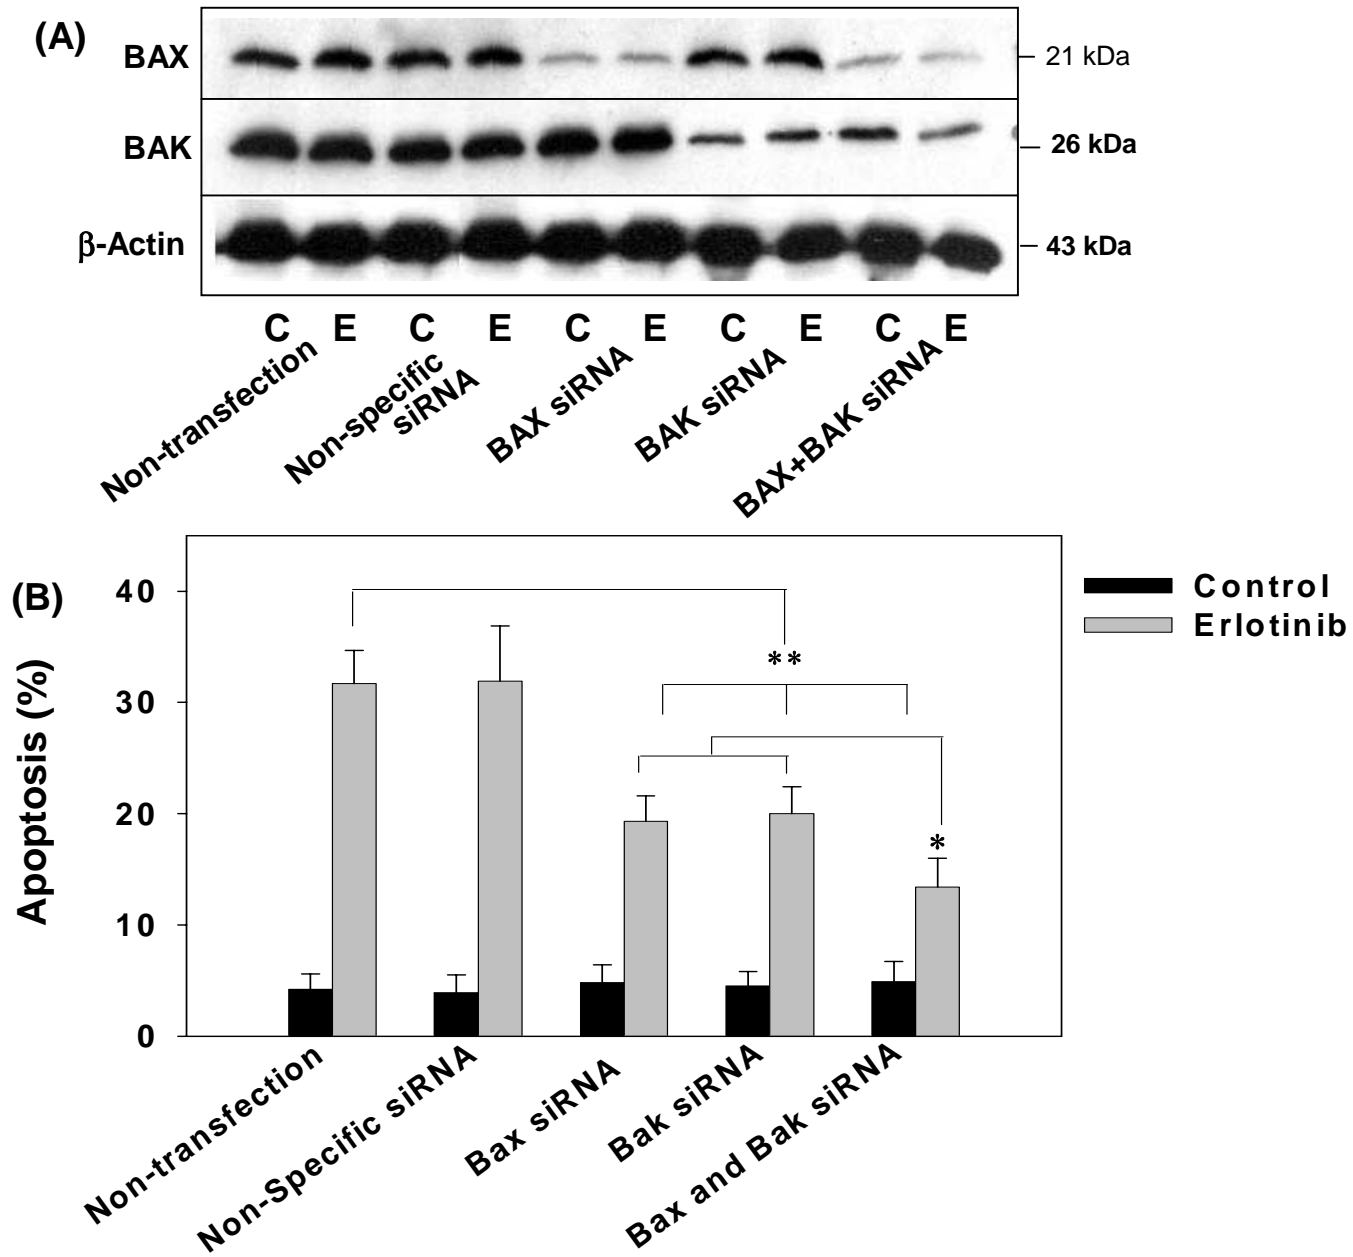 (A)
BAX
21 kDa
BAK
26 kDa
β-Actin
43 kDa
C E C E C E C E C E
Non-transfection
Non-specific
siRNA
BAX siRNA
BAK siRNA
BAX+BAK siRNA
(B)
Apoptosis (%)
40
30
20
10
0
**
*
Control
Erlotinib
Non-transfection
Non-Specific siRNA
Bax siRNA
Bak siRNA
Bax and Bak siRNA